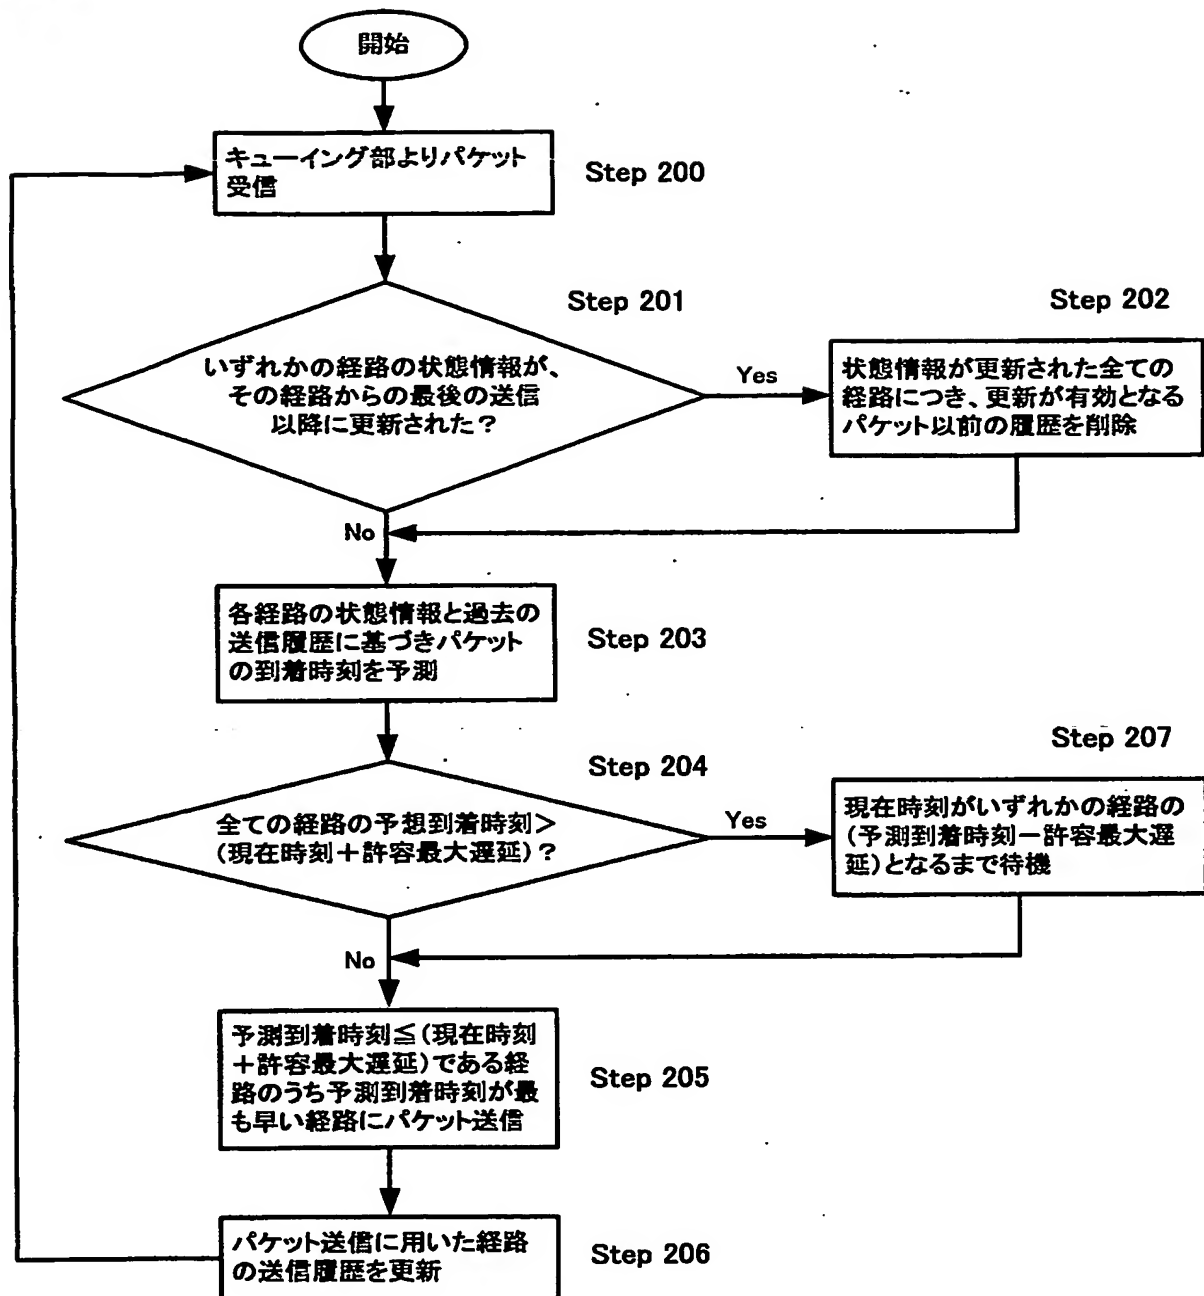 開始
キューイング部よりパケット
受信
Step 200
Step 201
いずれかの経路の状態情報が、
その経路からの最後の送信
以降に更新された？
Yes
Step 202
状態情報が更新された全ての
経路につき、更新が有効となる
パケット以前の履歴を削除
No
各経路の状態情報と過去の
送信履歴に基づきパケット
の到着時刻を予測
Step 203
Step 204
全ての経路の予想到着時刻＞
（現在時刻＋許容最大遅延）？
Yes
Step 207
現在時刻がいずれかの経路の
（予測到着時刻－許容最大遅
延）となるまで待機
No
予測到着時刻≦（現在時刻
＋許容最大遅延）である経
路のうち予測到着時刻が最
も早い経路にパケット送信
Step 205
パケット送信に用いた経路
の送信履歴を更新
Step 206